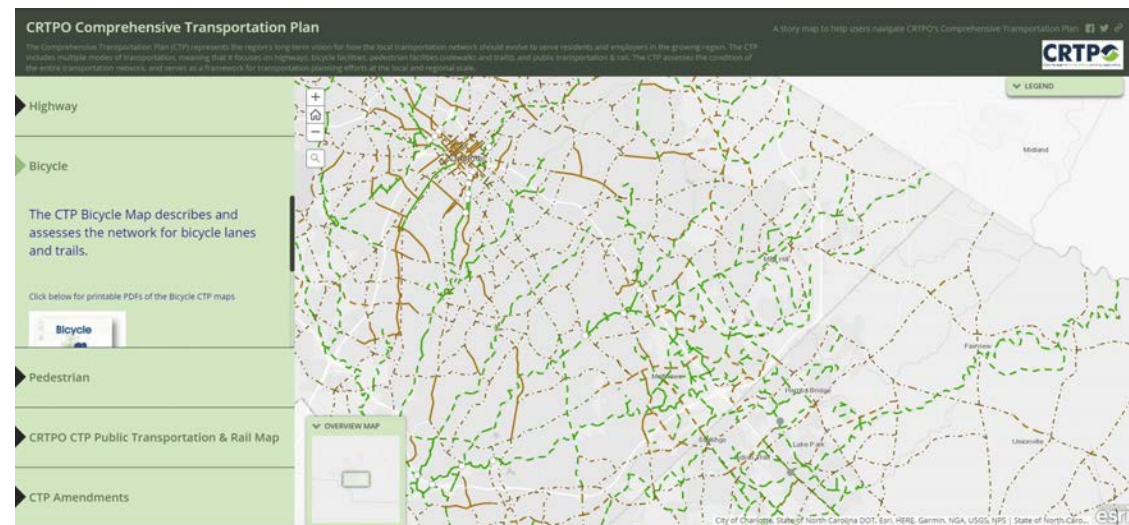 CRTPO Comprehensive Transportation Plan
A story map to help users navigate CRTPO's Comprehensive Transportation Plan
The Comprehensive Transportation Plan (CTP) represents the region's long term vision for how the local transportation network should evolve to serve residents and employers in the growing region. The CTP
includes multiple modes of transportation, meaning that it focuses on highways, bicycle facilities, pedestrian facilities (sidewalks and trails), and public transportation & rail. The CTP assesses the condition of
the entire transportation network, and serves as a framework for transportation planning efforts at the local and regional scale.
CRTPO
Highway
Bicycle
The CTP Bicycle Map describes and
assesses the network for bicycle lanes
and trails.
Click below for printable PDFs of the Bicycle CTP maps
Bicycle
Pedestrian
CRTPO CTP Public Transportation & Rail Map
CTP Amendments
LEGEND
Midland
Mint Hill
Fairview
Hemby Bridge
Stallings
Lake Park
Indian Trail
Unionville
OVERVIEW MAP
City of Charlotte, State of North Carolina DOT, Esri, HERE, Garmin, NGA, USGS, NPS | State of North Caro...
esri